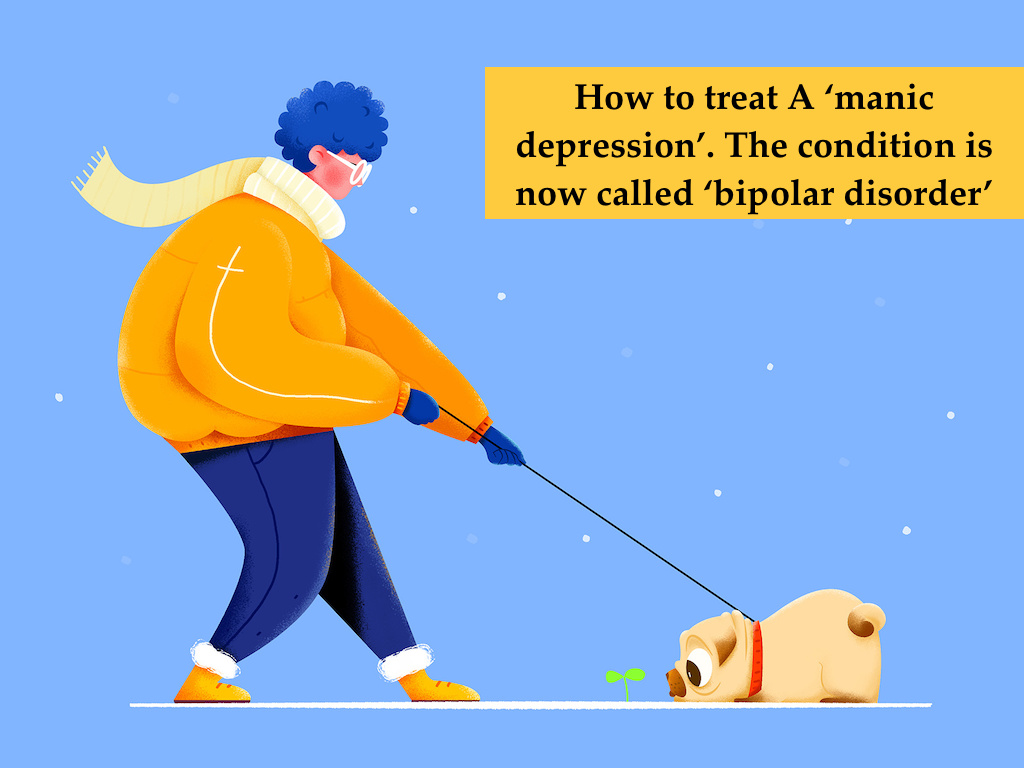 How to treat A ‘manic
depression’. The condition is
now called ‘bipolar disorder’